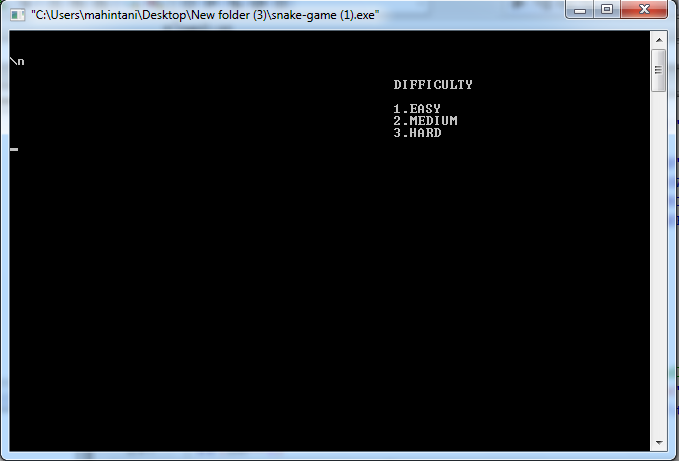 "C:\Users\mahintani\Desktop\New folder (3)\snake-game (1).exe"
\n
DIFFICULTY
1.EASY
2.MEDIUM
3.HARD